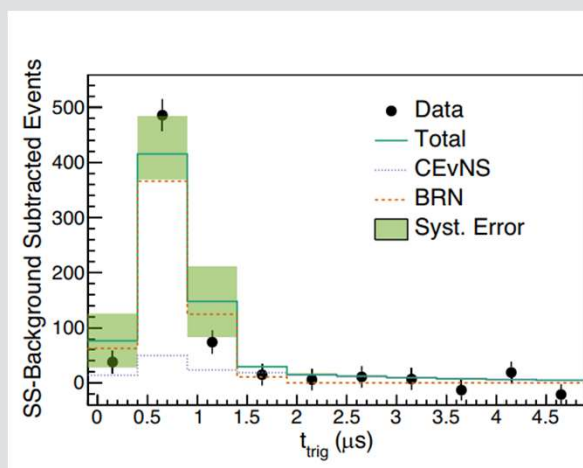 SS-Background Subtracted Events
500
400
300
200
100
0
Data
Total
CEvNS
BRN
Syst. Error
0 0.5 1 1.5 2 2.5 3 3.5 4 4.5
t_trig (μs)